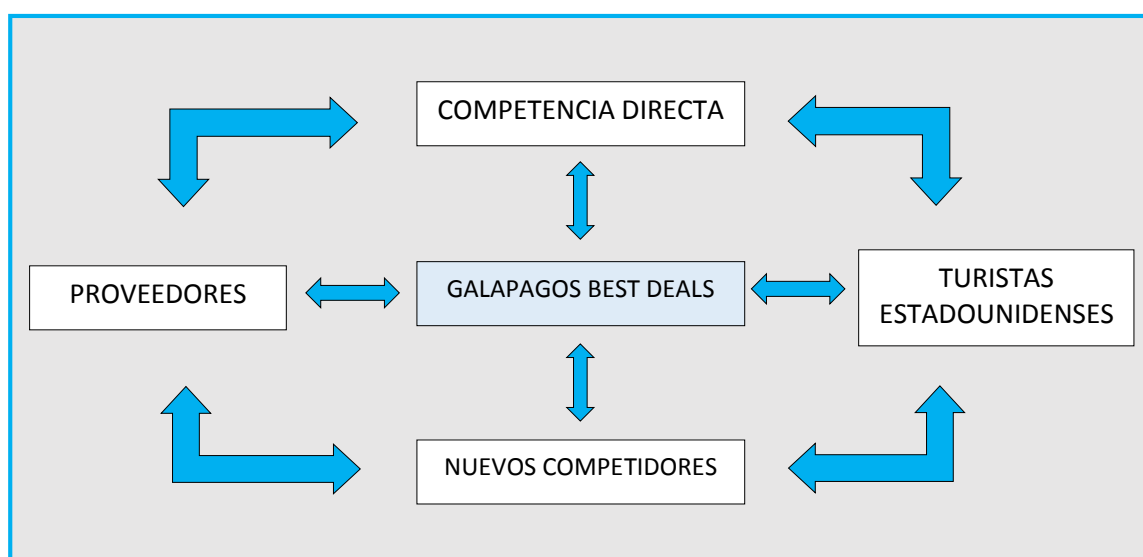 COMPETENCIA DIRECTA
PROVEEDORES
GALAPAGOS BEST DEALS
TURISTAS
ESTADOUNIDENSES
NUEVOS COMPETIDORES